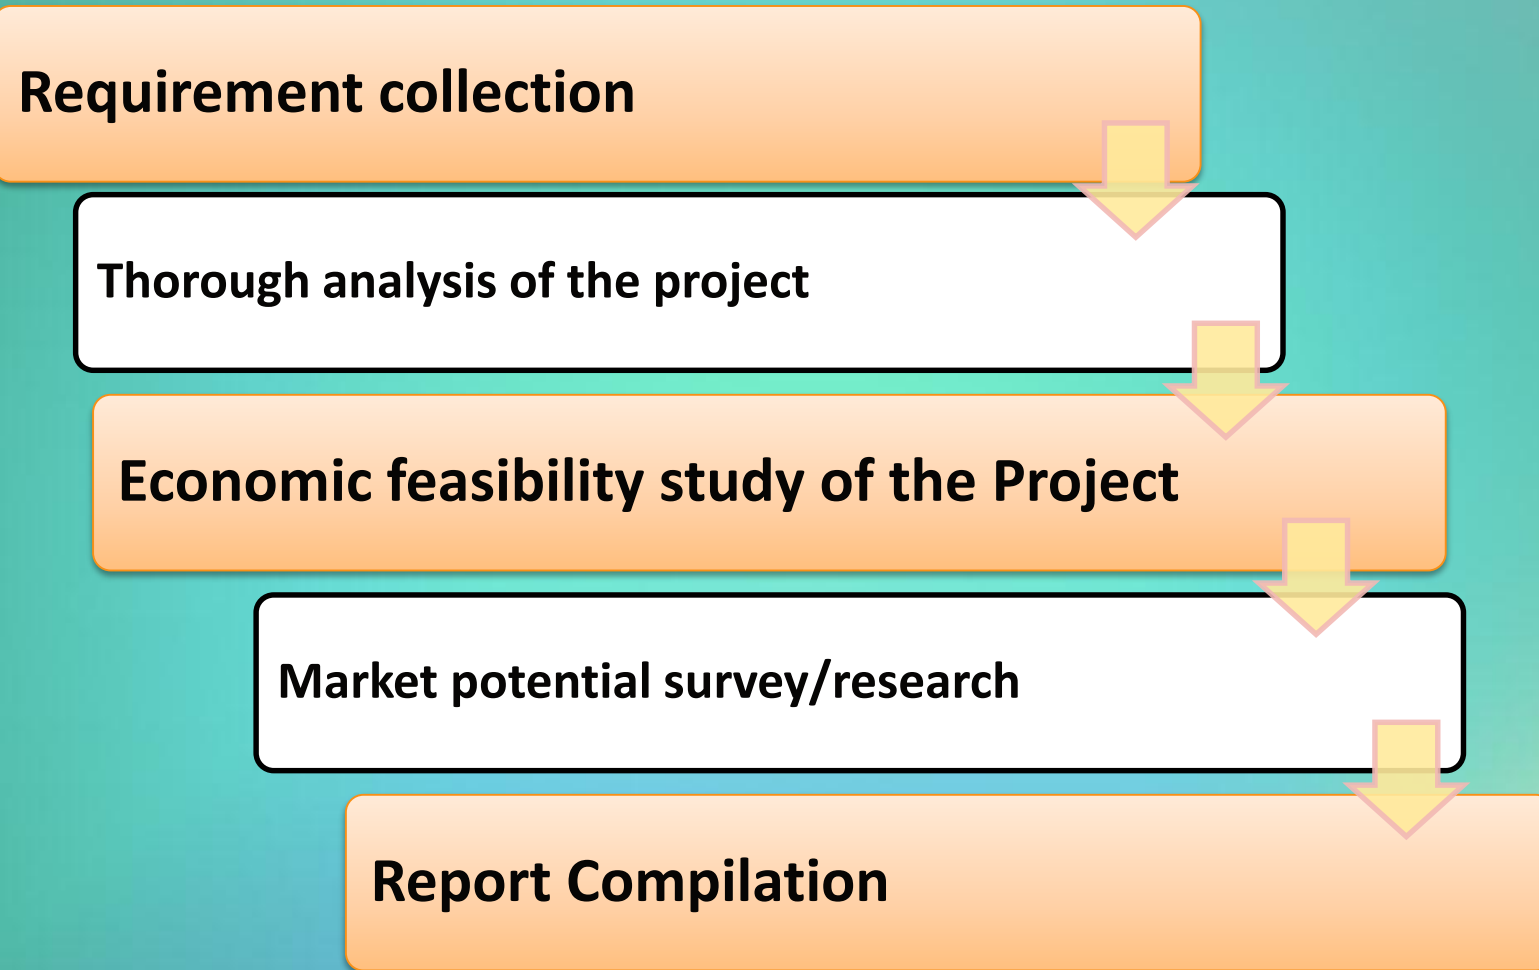 Requirement collection
Thorough analysis of the project
Economic feasibility study of the Project
Market potential survey/research
Report Compilation